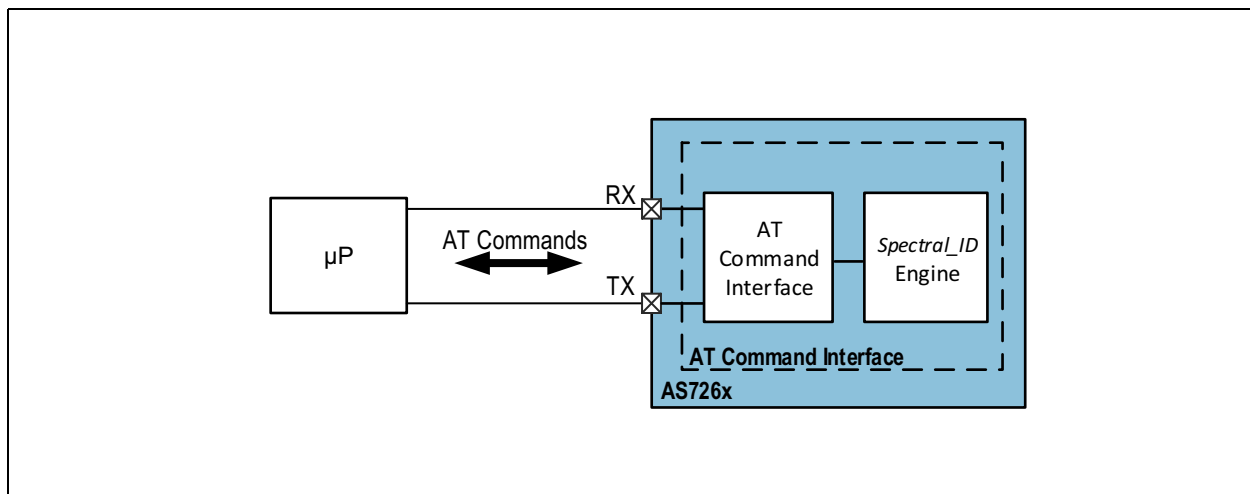 µP
AT Commands
RX
TX
AT
Command
Interface
Spectral_ID
Engine
AT Command Interface
AS726x